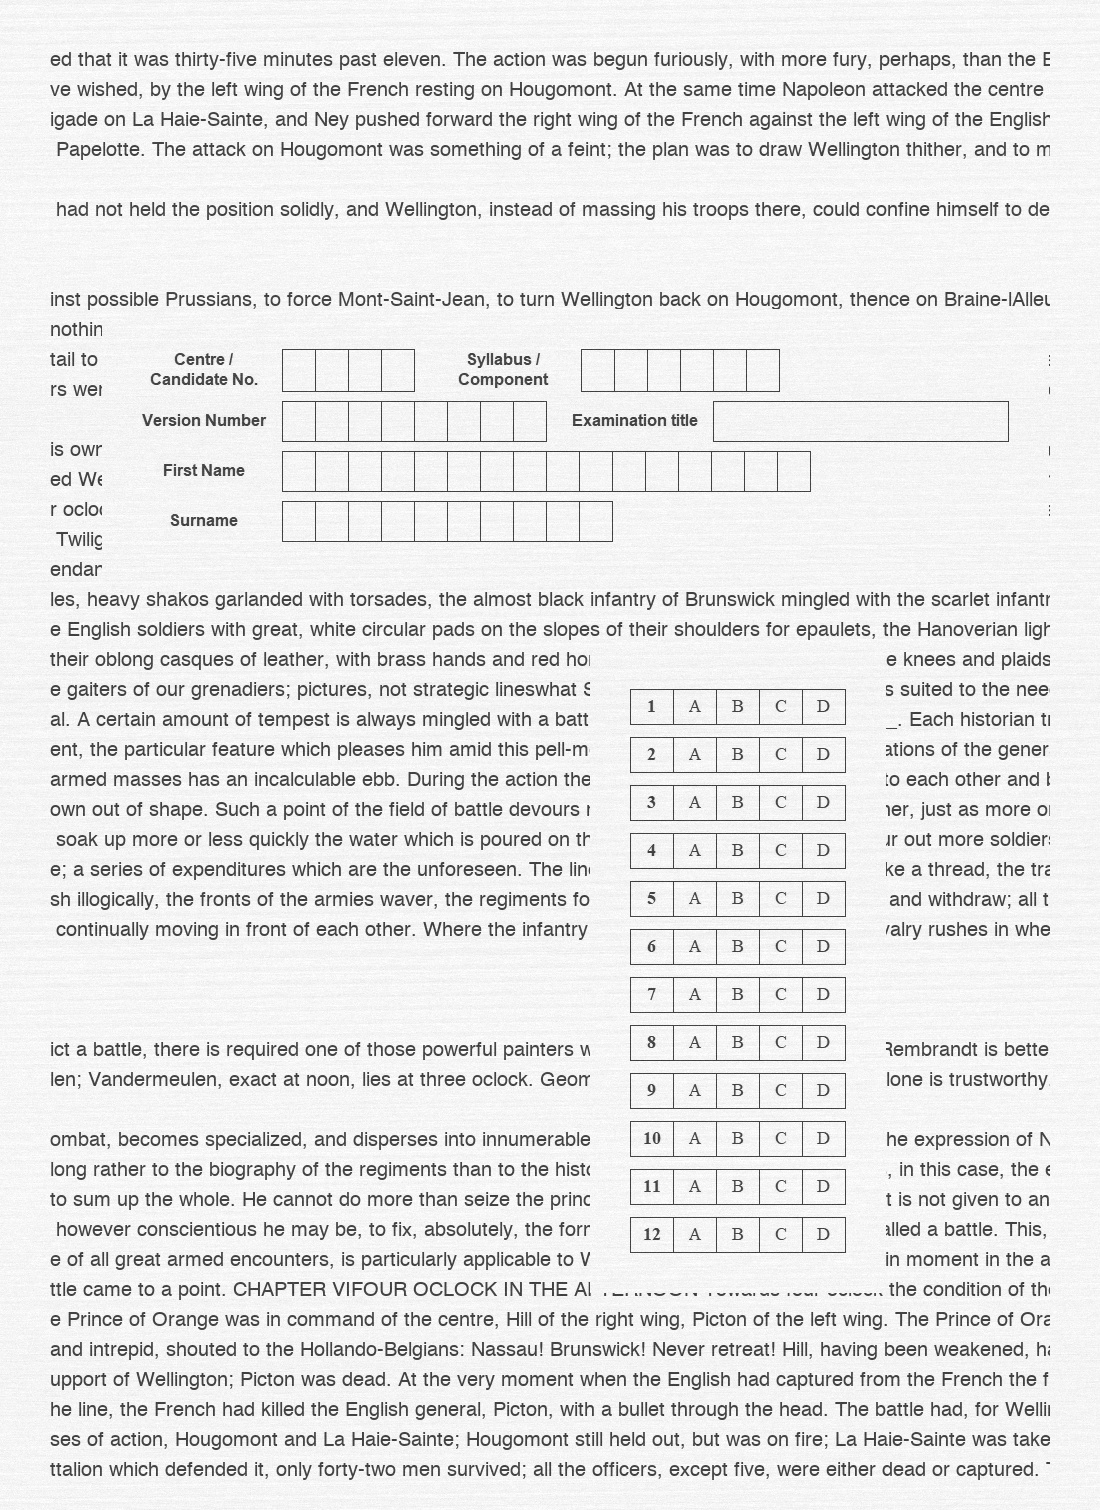 ed that it was thirty-five minutes past eleven. The action was begun furiously, with more fury, perhaps, than the
ve wished, by the left wing of the French resting on Hougomont. At the same time Napoleon attacked the centre
igade on La Haie-Sainte, and Ney pushed forward the right wing of the French against the left wing of the English
Papelotte. The attack on Hougomont was something of a feint; the plan was to draw Wellington thither, and to
had not held the position solidly, and Wellington, instead of massing his troops there, could confine himself to de
inst possible Prussians, to force Mont-Saint-Jean, to turn Wellington back on Hougomont, thence on Braine-lAlleu
nothin
tail to
Centre / Candidate No. Syllabus / Component
rs wer
Version Number Examination title
is own
First Name
ed We
r oclo
Surname
Twilig
endan
les, heavy shakos garlanded with torsades, the almost black infantry of Brunswick mingled with the scarlet infantr
e English soldiers with great, white circular pads on the slopes of their shoulders for epaulets, the Hanoverian ligh
their oblong casques of leather, with brass hands and red e knees and plaids
e gaiters of our grenadiers; pictures, not strategic lineswhat s suited to the nee
1 A B C D
al. A certain amount of tempest is always mingled with a batt _. Each historian
ent, the particular feature which pleases him amid this pell-m ations of the gener
2 A B C D
armed masses has an incalculable ebb. During the action the to each other and
own out of shape. Such a point of the field of battle devours her, just as more
3 A B C D
soak up more or less quickly the water which is poured on th ur out more soldiers
4 A B C D
e; a series of expenditures which are the unforeseen. The line ke a thread, the tra
sh illogically, the fronts of the armies waver, the regiments fo and withdraw; all t
5 A B C D
continually moving in front of each other. Where the infantry valry rushes in whe
6 A B C D
7 A B C D
8 A B C D
ict a battle, there is required one of those powerful painters Rembrandt is bette
len; Vandermeulen, exact at noon, lies at three oclock. Geom lone is trustworthy
9 A B C D
ombat, becomes specialized, and disperses into innumerable he expression of N
10 A B C D
long rather to the biography of the regiments than to the histo , in this case, the
to sum up the whole. He cannot do more than seize the princ t is not given to an
11 A B C D
however conscientious he may be, to fix, absolutely, the form alled a battle. This,
12 A B C D
e of all great armed encounters, is particularly applicable to W in moment in the a
ttle came to a point. CHAPTER VIFOUR OCLOCK IN THE AFTERNOON Towards four oclock the condition of the
e Prince of Orange was in command of the centre, Hill of the right wing, Picton of the left wing. The Prince of Ora
and intrepid, shouted to the Hollando-Belgians: Nassau! Brunswick! Never retreat! Hill, having been weakened, ha
upport of Wellington; Picton was dead. At the very moment when the English had captured from the French the f
he line, the French had killed the English general, Picton, with a bullet through the head. The battle had, for Wellin
ses of action, Hougomont and La Haie-Sainte; Hougomont still held out, but was on fire; La Haie-Sainte was take
ttalion which defended it, only forty-two men survived; all the officers, except five, were either dead or captured.